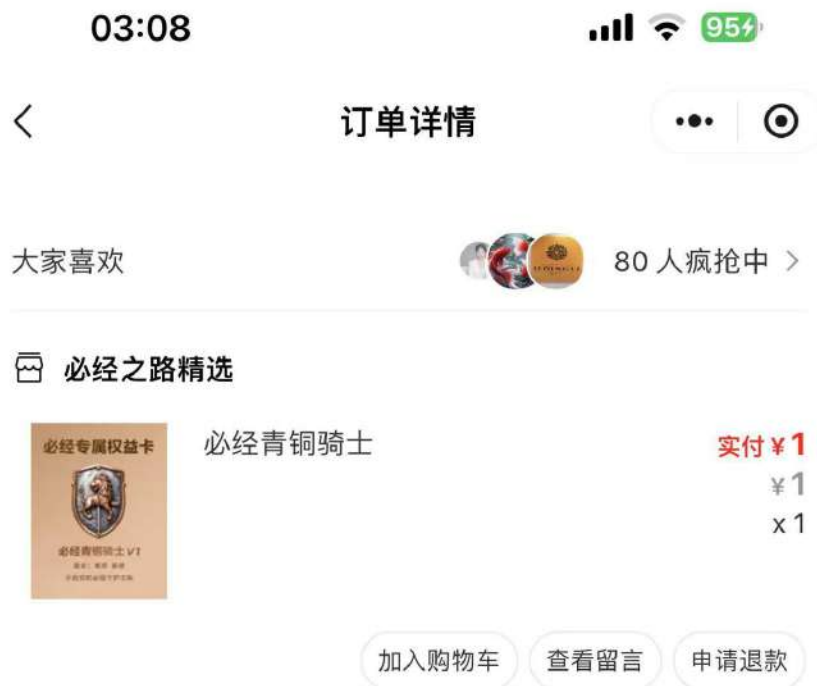 03:08
95
订单详情
大家喜欢
80 人疯抢中
必经之路精选
必经专属权益卡
必经青铜骑士 V1
必经青铜骑士
实付 ¥ 1
¥ 1
x 1
加入购物车
查看留言
申请退款